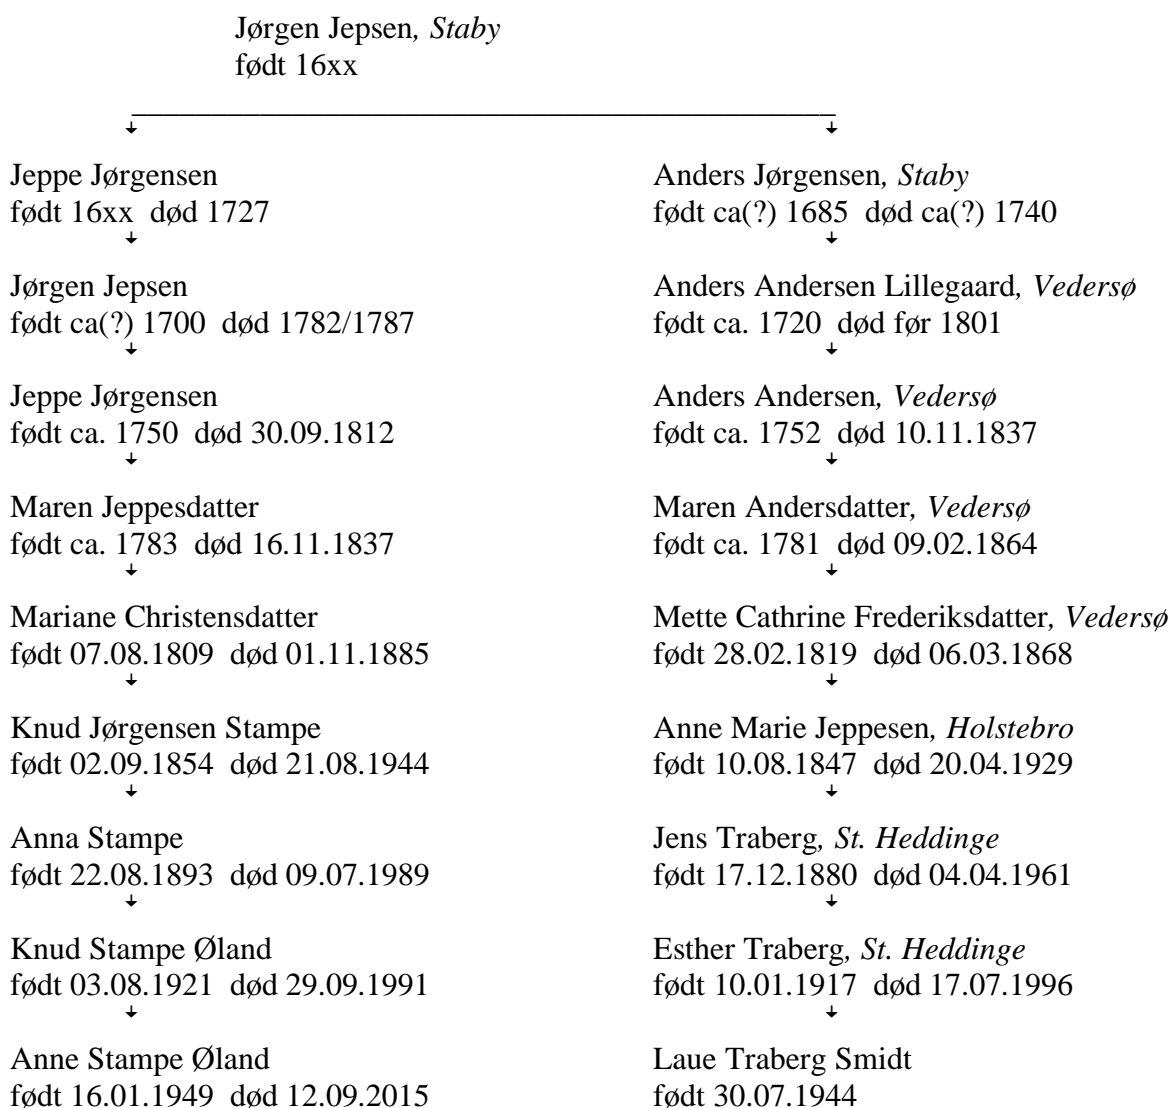 Jørgen Jepsen, Staby
født 16xx
Jeppe Jørgensen
født 16xx død 1727
Anders Jørgensen, Staby
født ca(?) 1685 død ca(?) 1740
Jørgen Jepsen
født ca(?) 1700 død 1782/1787
Anders Andersen Lillegaard, Vedersø
født ca. 1720 død før 1801
Jeppe Jørgensen
født ca. 1750 død 30.09.1812
Anders Andersen, Vedersø
født ca. 1752 død 10.11.1837
Maren Jeppesdatter
født ca. 1783 død 16.11.1837
Maren Andersdatter, Vedersø
født ca. 1781 død 09.02.1864
Mariane Christensdatter
født 07.08.1809 død 01.11.1885
Mette Cathrine Frederiksdatter, Vedersø
født 28.02.1819 død 06.03.1868
Knud Jørgensen Stampe
født 02.09.1854 død 21.08.1944
Anne Marie Jeppesen, Holstebro
født 10.08.1847 død 20.04.1929
Anna Stampe
født 22.08.1893 død 09.07.1989
Jens Traberg, St. Heddinge
født 17.12.1880 død 04.04.1961
Knud Stampe Øland
født 03.08.1921 død 29.09.1991
Esther Traberg, St. Heddinge
født 10.01.1917 død 17.07.1996
Anne Stampe Øland
født 16.01.1949 død 12.09.2015
Laue Traberg Smidt
født 30.07.1944